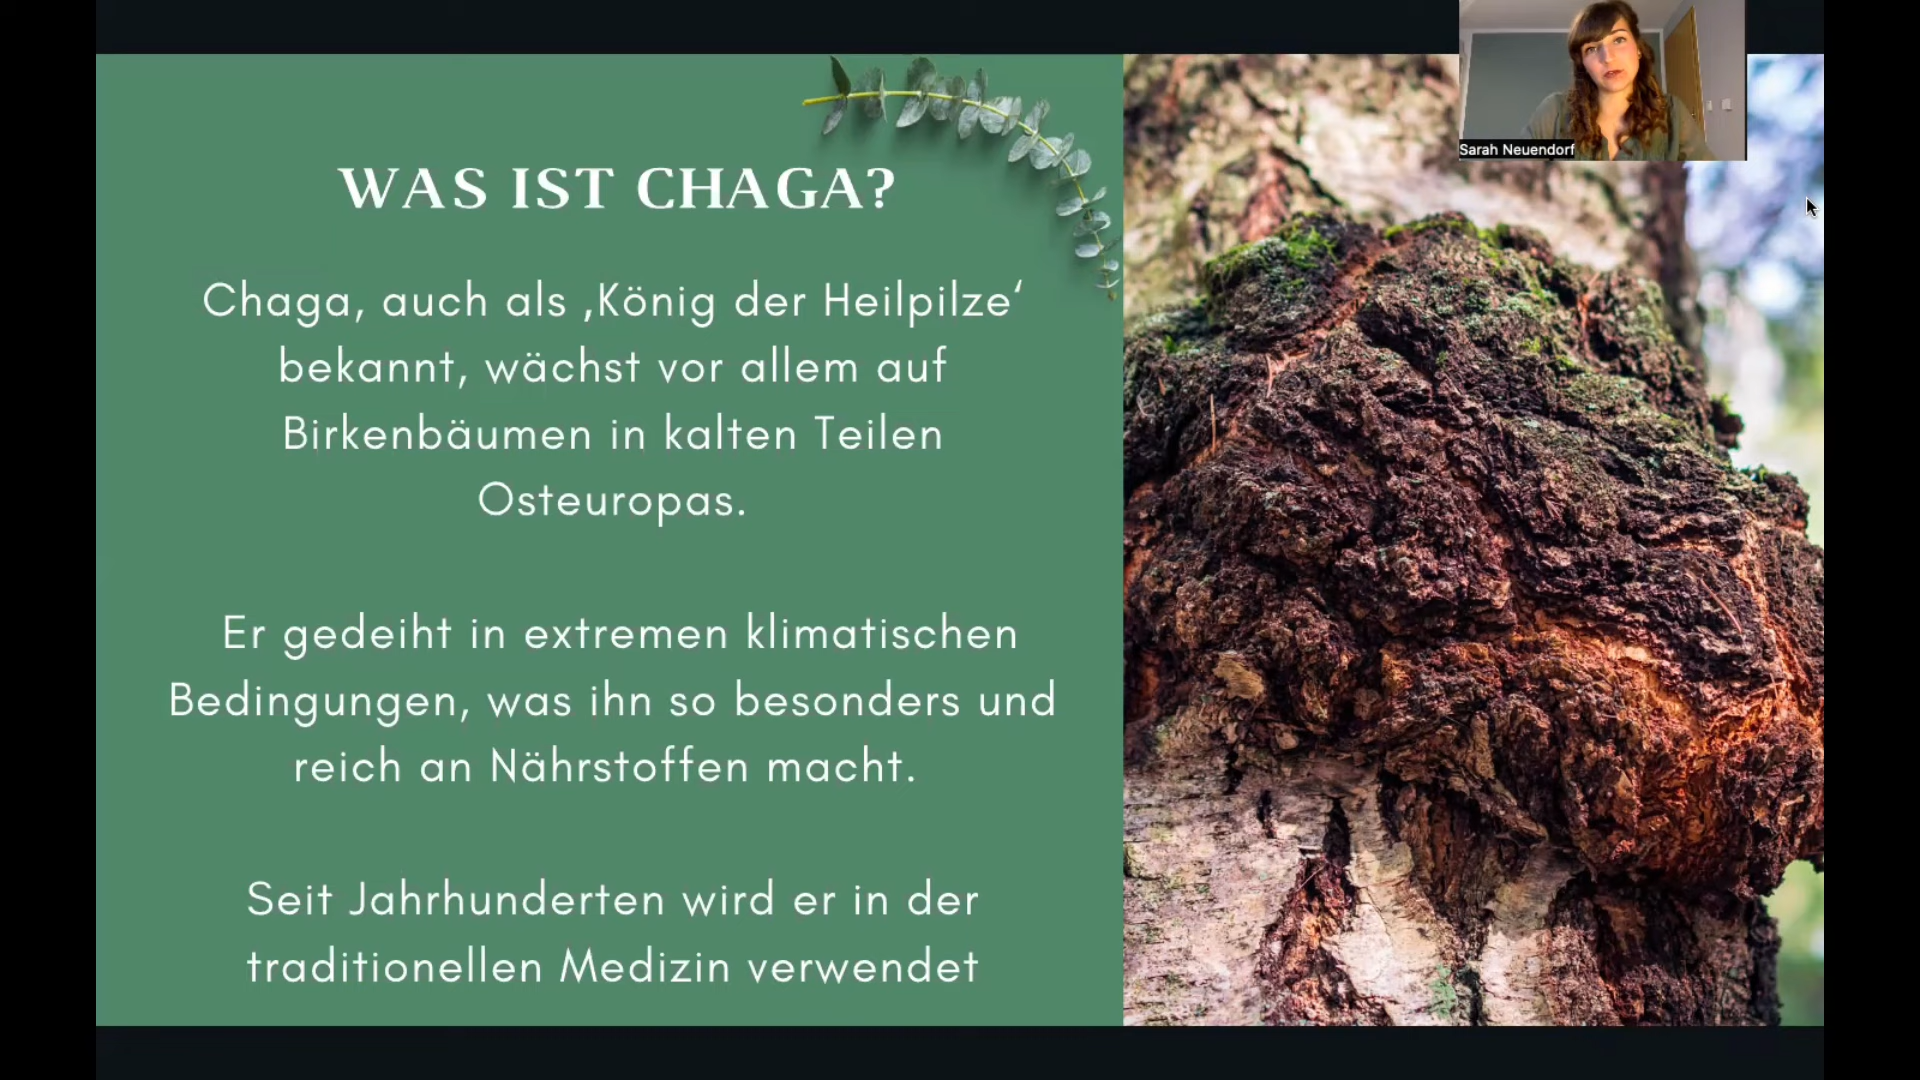 Sarah Neuendorf
WAS IST CHAGA?
Chaga, auch als ‚König der Heilpilze‘
bekannt, wächst vor allem auf
Birkenbäumen in kalten Teilen
Osteuropas.
Er gedeiht in extremen klimatischen
Bedingungen, was ihn so besonders und
reich an Nährstoffen macht.
Seit Jahrhunderten wird er in der
traditionellen Medizin verwendet